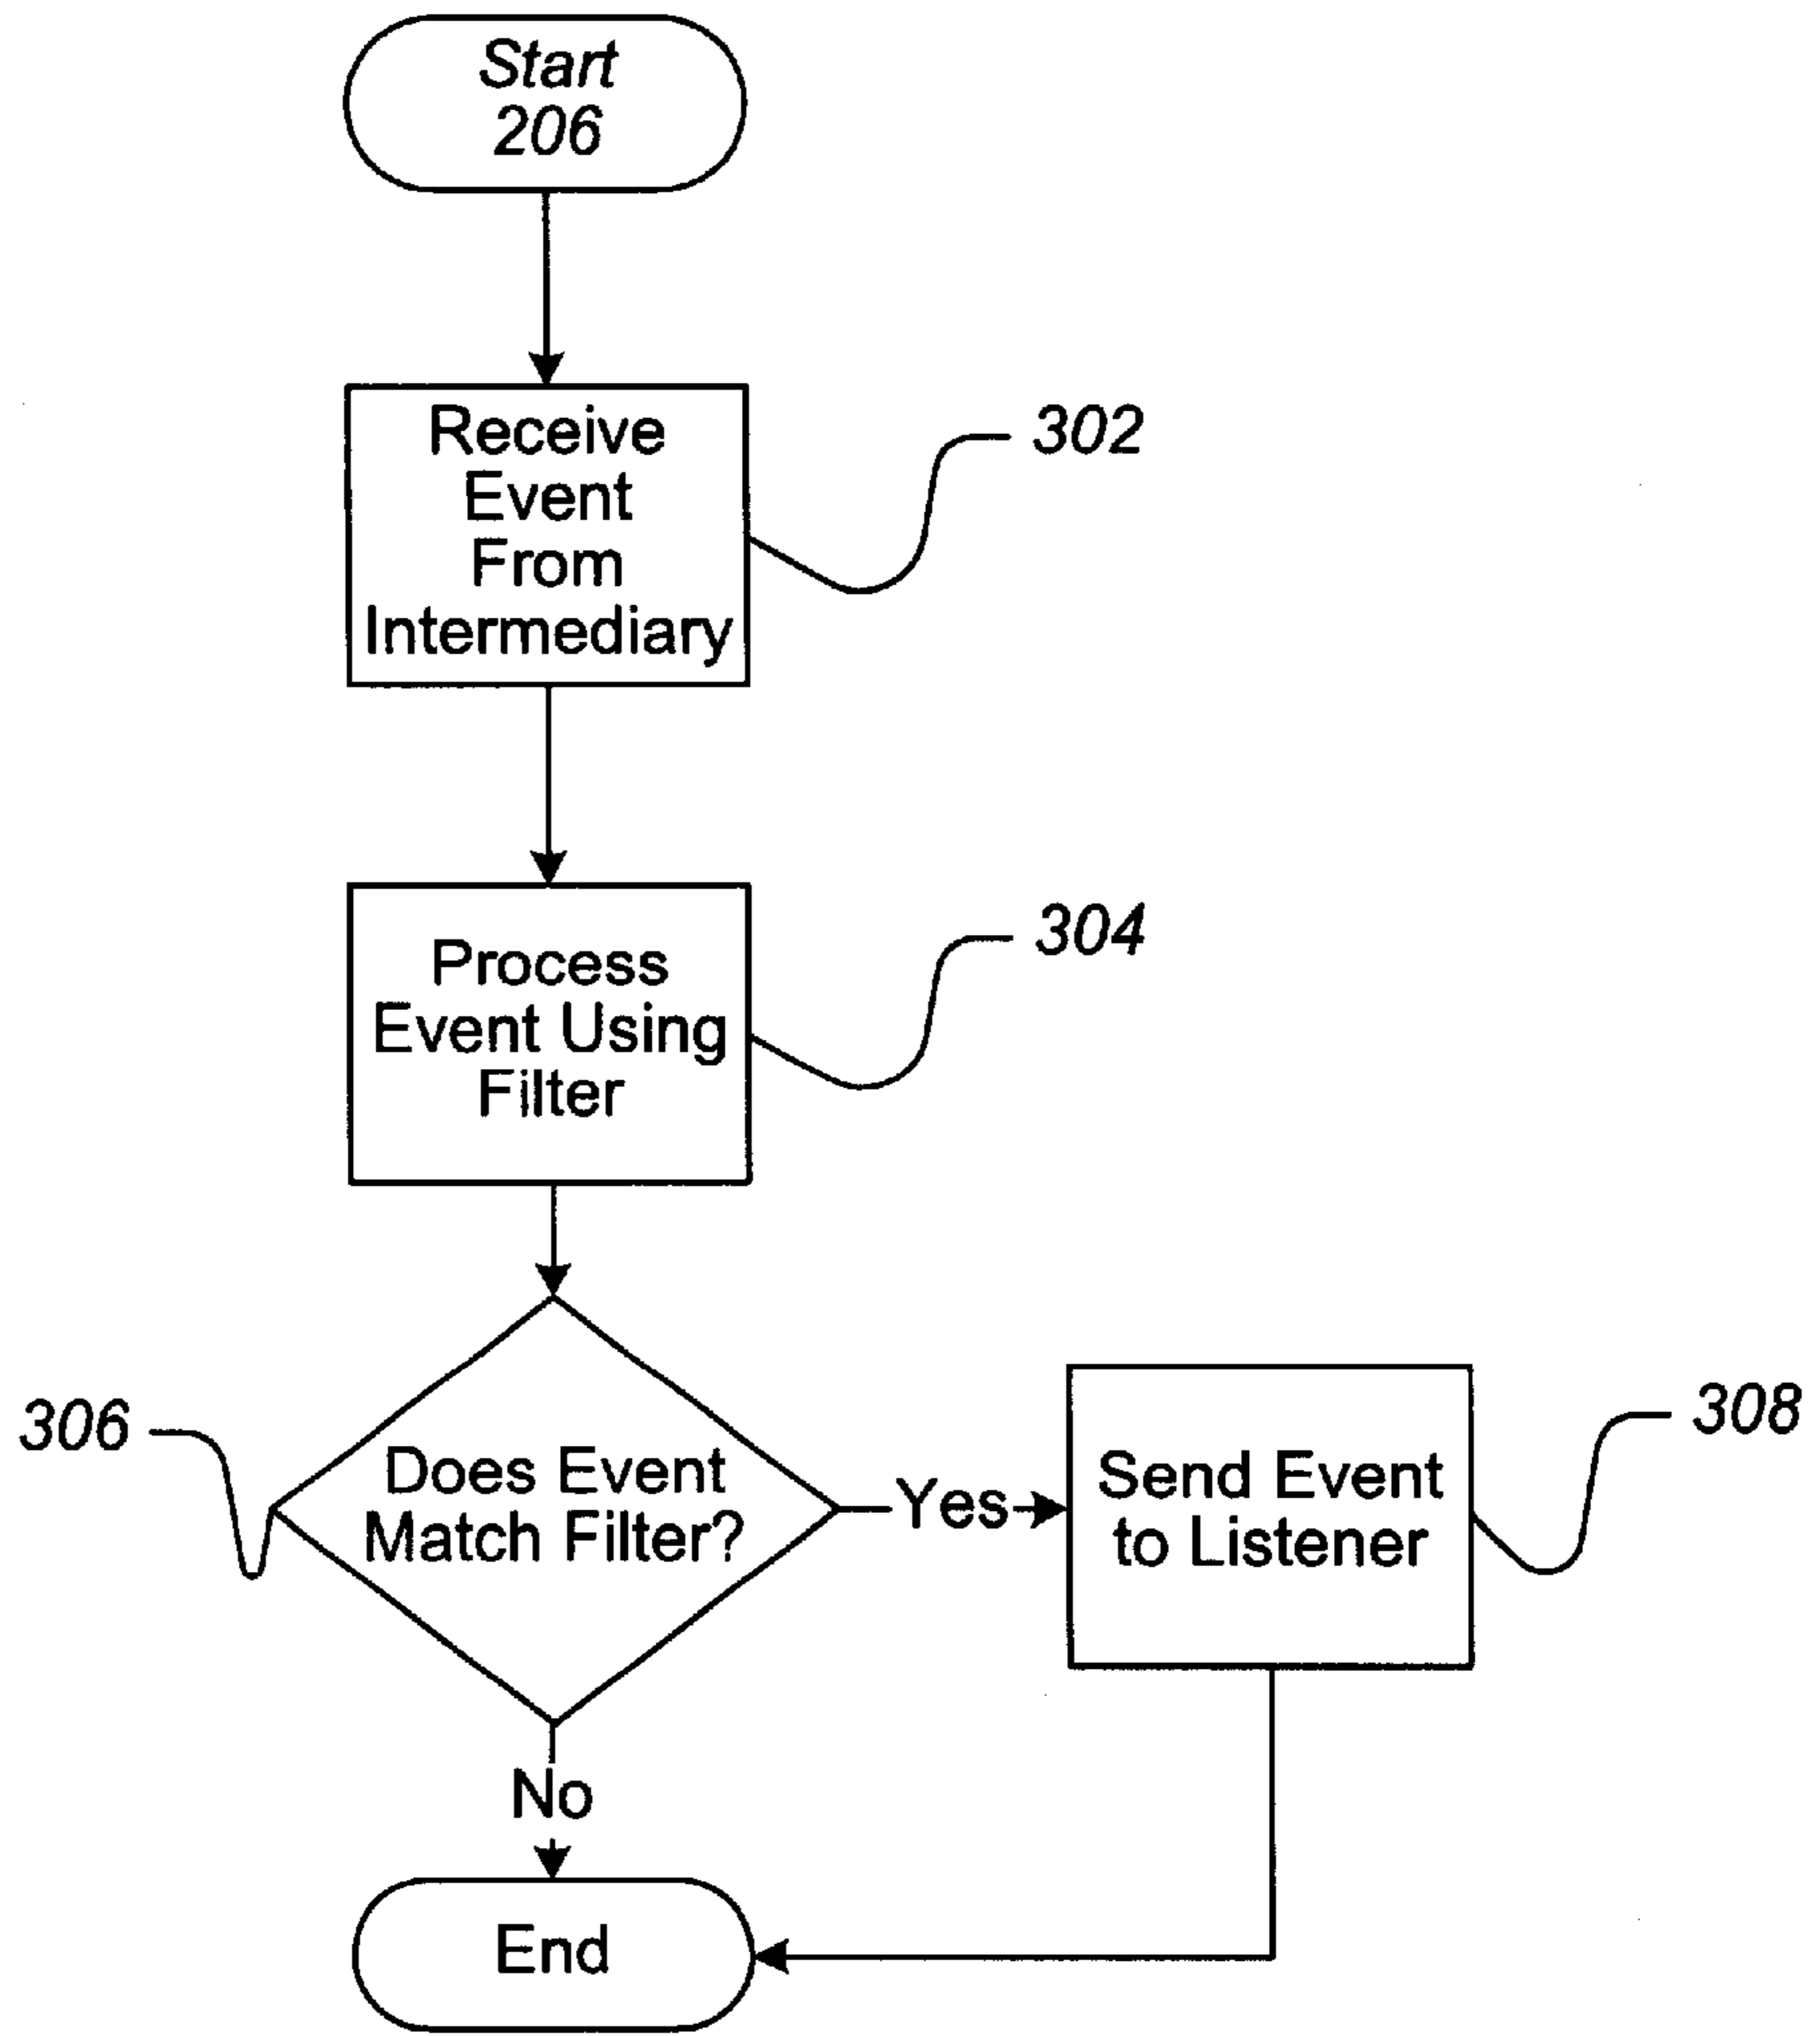 Start
206
Receive
Event
From
Intermediary
302
Process
Event Using
Filter
304
306
Does Event
Match Filter?
Yes
Send Event
to Listener
308
No
End